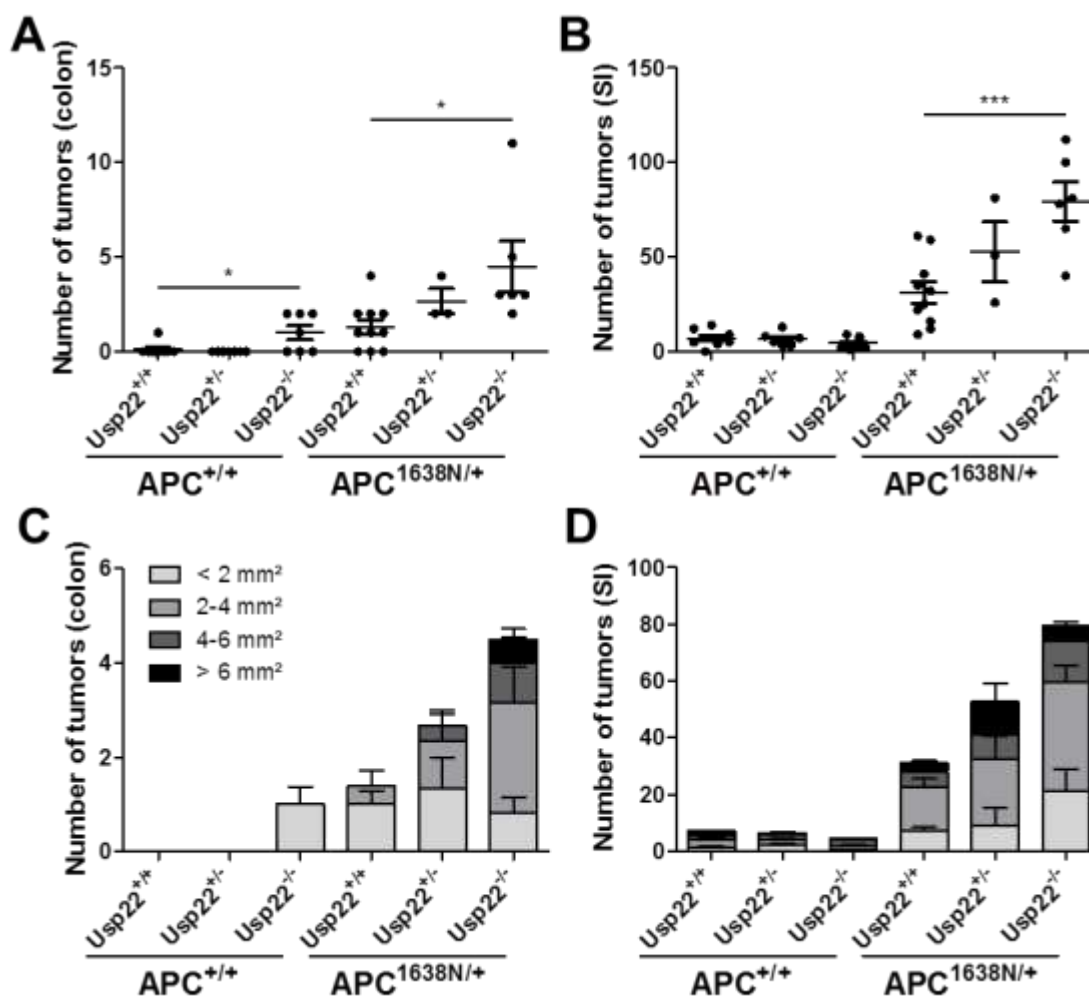 A
Number of tumors (colon)
15
10
5
0
*
*
Usp22+/+
Usp22+/-
Usp22-/-
Usp22+/+
Usp22+/-
Usp22-/-
APC+/+
APC1638N/+
B
Number of tumors (SI)
150
100
50
0
***
Usp22+/+
Usp22+/-
Usp22-/-
Usp22+/+
Usp22+/-
Usp22-/-
APC+/+
APC1638N/+
C
Number of tumors (colon)
6
4
2
0
< 2 mm²
2-4 mm²
4-6 mm²
> 6 mm²
Usp22+/+
Usp22+/-
Usp22-/-
Usp22+/+
Usp22+/-
Usp22-/-
APC+/+
APC1638N/+
D
Number of tumors (SI)
100
80
60
40
20
0
Usp22+/+
Usp22+/-
Usp22-/-
Usp22+/+
Usp22+/-
Usp22-/-
APC+/+
APC1638N/+